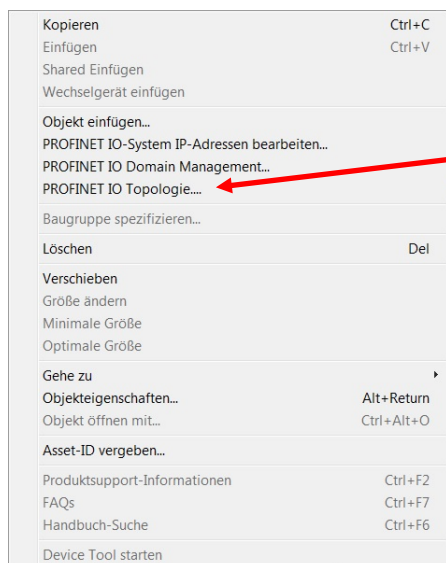 Kopieren Ctrl+C
Einfügen Ctrl+V
Shared Einfügen
Wechselgerät einfügen
Objekt einfügen...
PROFINET IO-System IP-Adressen bearbeiten...
PROFINET IO Domain Management...
PROFINET IO Topologie....
Baugruppe spezifizieren...
Löschen Del
Verschieben
Größe ändern
Minimale Größe
Optimale Größe
Gehe zu
Objekteigenschaften... Alt+Return
Objekt öffnen mit... Ctrl+Alt+O
Asset-ID vergeben...
Produktsupport-Informationen Ctrl+F2
FAQs Ctrl+F7
Handbuch-Suche Ctrl+F6
Device Tool starten